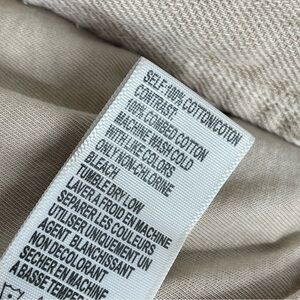 SELF: 100% COTTON/COTON
CONTRAST:
100% COMBED COTTON
MACHINE WASH COLD
WITH LIKE COLORS
ONLY NON-CHLORINE
BLEACH
TUMBLE DRY LOW
LAVER A FROID EN MACHINE
SÉPARER LES COULEURS
UTILISER UNIQUEMENT UN
AGENT BLANCHISSANT
NON DECOLORANT
SECHER EN MACHINE
A BASSE TEMPER